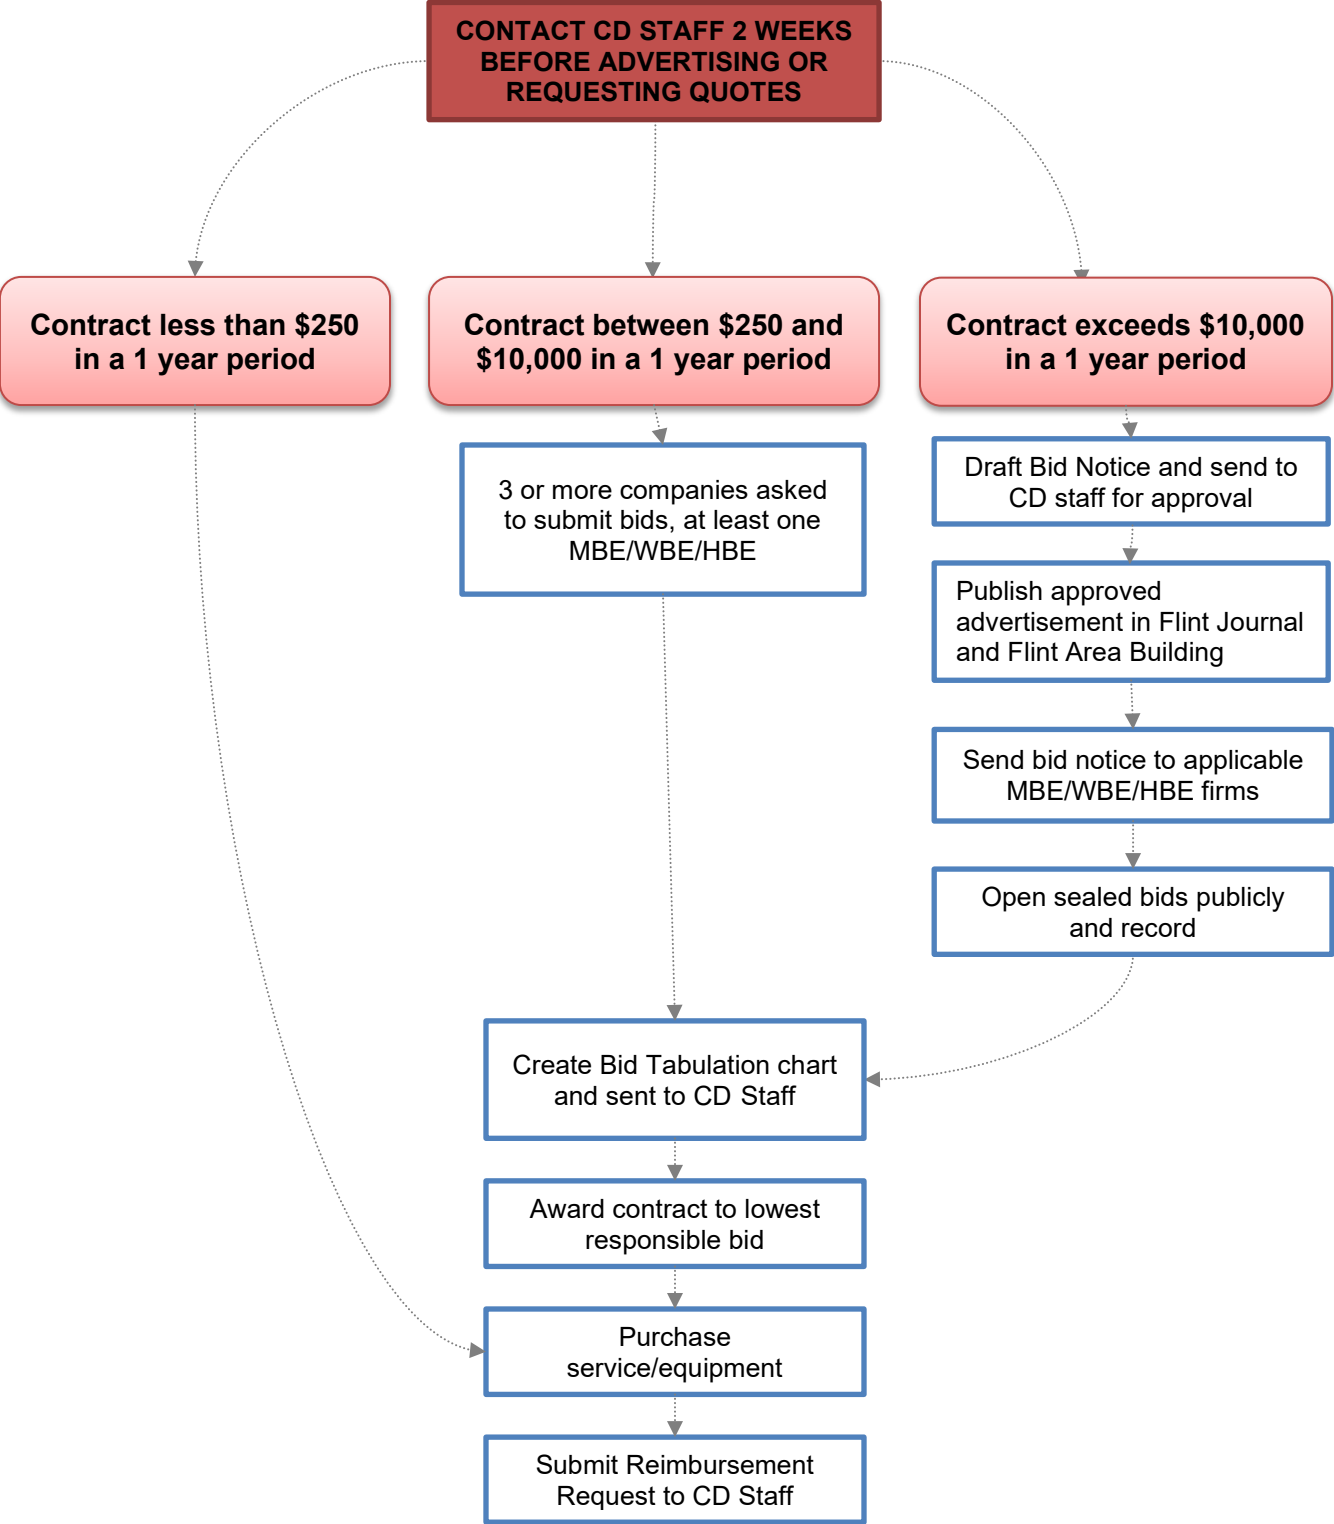 CONTACT CD STAFF 2 WEEKS
BEFORE ADVERTISING OR
REQUESTING QUOTES
Contract less than $250
in a 1 year period
Contract between $250 and
$10,000 in a 1 year period
Contract exceeds $10,000
in a 1 year period
3 or more companies asked
to submit bids, at least one
MBE/WBE/HBE
Draft Bid Notice and send to
CD staff for approval
Publish approved
advertisement in Flint Journal
and Flint Area Building
Send bid notice to applicable
MBE/WBE/HBE firms
Open sealed bids publicly
and record
Create Bid Tabulation chart
and sent to CD Staff
Award contract to lowest
responsible bid
Purchase
service/equipment
Submit Reimbursement
Request to CD Staff